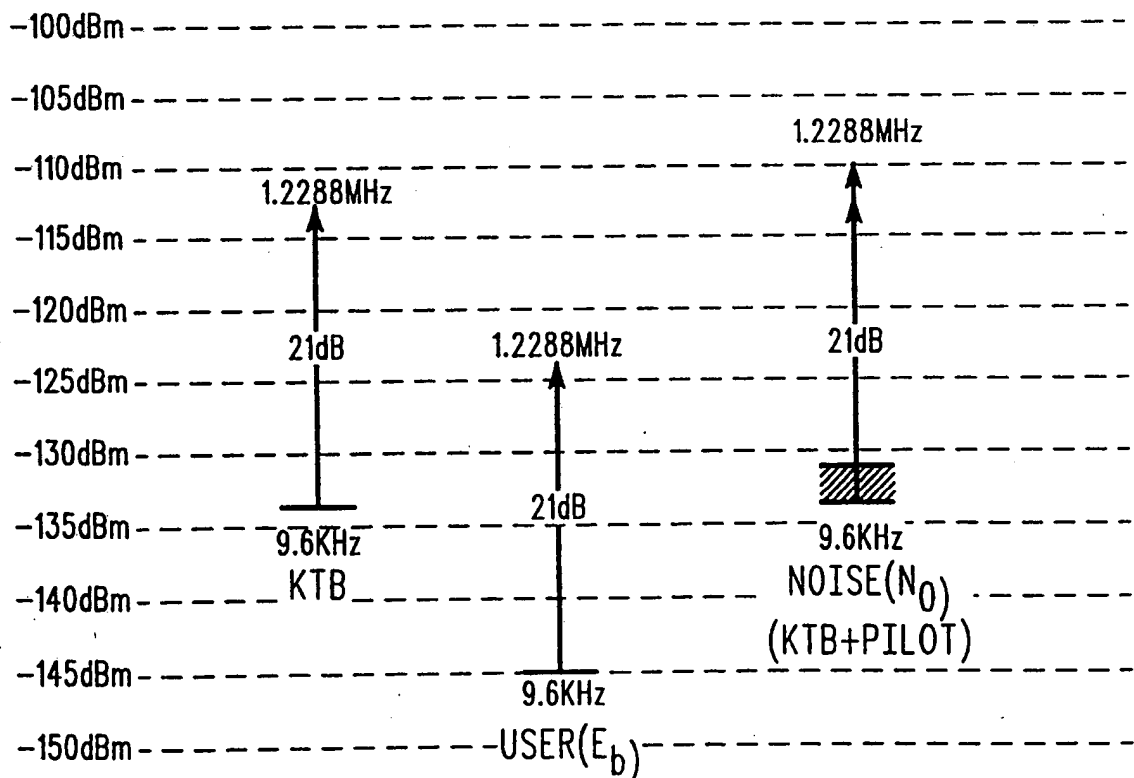 -100dBm
-105dBm
1.2288MHz
-110dBm
1.2288MHz
-115dBm
-120dBm
21dB
1.2288MHz
21dB
-125dBm
-130dBm
21dB
-135dBm
9.6KHz
9.6KHz
KTB
NOISE(N0)
-140dBm
(KTB+PILOT)
-145dBm
9.6KHz
-150dBm
USER(Eb)